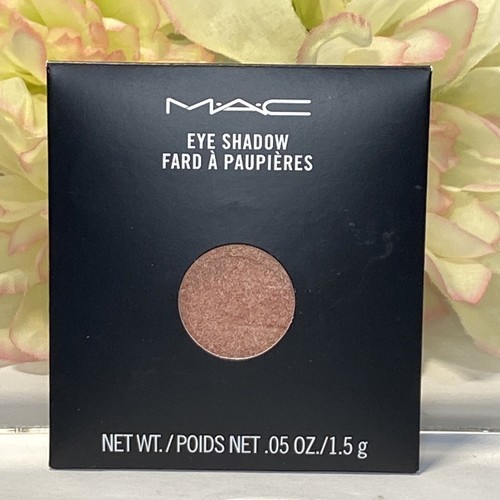 M·A·C
EYE SHADOW
FARD À PAUPIÈRES
NET WT. / POIDS NET .05 OZ./1.5 g